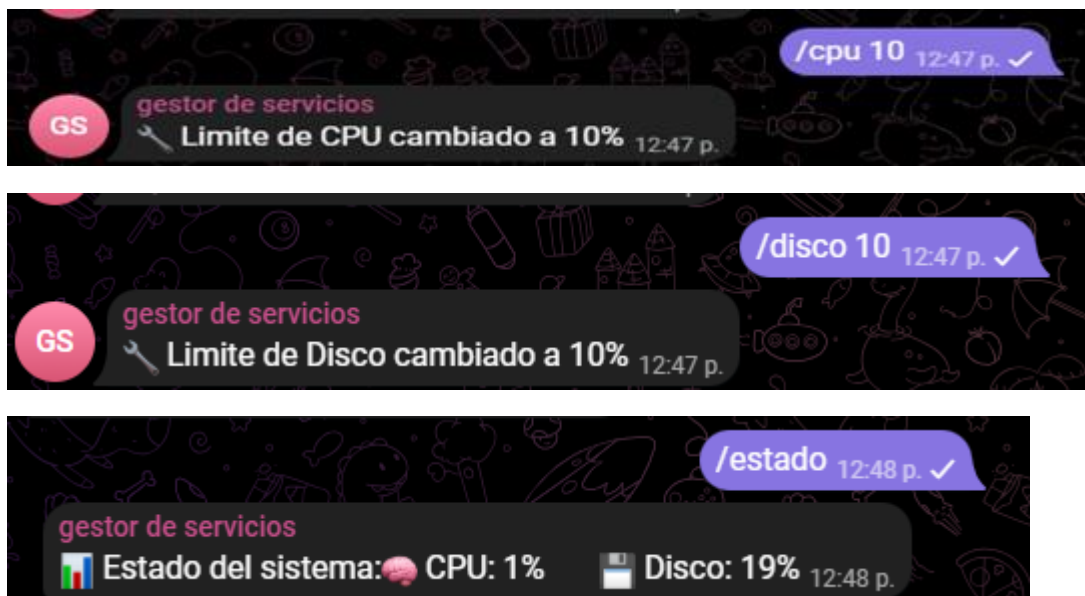 /cpu 10 12:47 p.
gestor de servicios
GS
Limite de CPU cambiado a 10% 12:47 p.
/disco 10 12:47 p.
gestor de servicios
GS
Limite de Disco cambiado a 10% 12:47 p.
/estado 12:48 p.
gestor de servicios
Estado del sistema: CPU: 1% Disco: 19% 12:48 p.